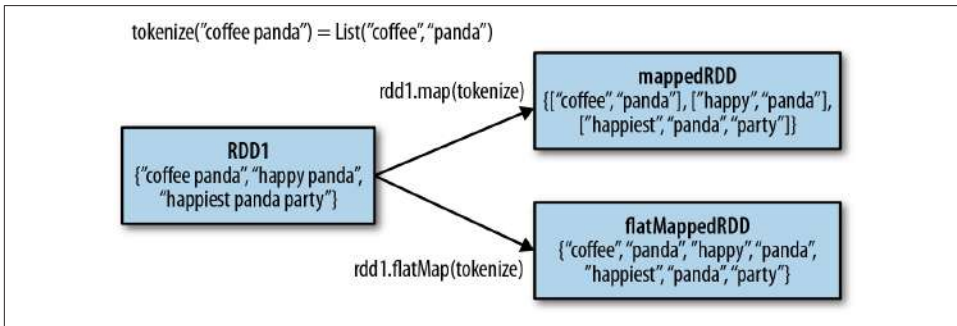 tokenize("coffee panda") = List("coffee", "panda")
rdd1.map(tokenize)
mappedRDD
{["coffee", "panda"], ["happy", "panda"],
["happiest", "panda", "party"]}
RDD1
{"coffee panda", "happy panda",
"happiest panda party"}
rdd1.flatMap(tokenize)
flatMappedRDD
{"coffee", "panda", "happy", "panda",
"happiest", "panda", "party"}